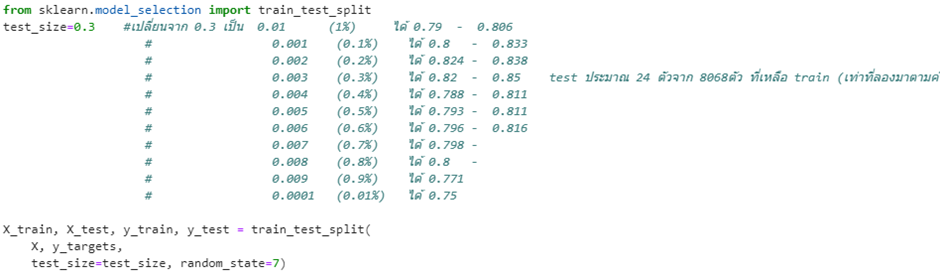 from sklearn.model_selection import train_test_split
test_size=0.3    #เปลี่ยนจาก 0.3 เป็น  0.01      (1%)     ได้ 0.79  -  0.806
#                 0.001    (0.1%)   ได้ 0.8   -  0.833
#                 0.002    (0.2%)   ได้ 0.824 -  0.838
#                 0.003    (0.3%)   ได้ 0.82  -  0.85    test ประมาณ 24 ตัวจาก 8068ตัว ที่เหลือ train (เท่าที่ลองมาตามค่
#                 0.004    (0.4%)   ได้ 0.788 -  0.811
#                 0.005    (0.5%)   ได้ 0.793 -  0.811
#                 0.006    (0.6%)   ได้ 0.796 -  0.816
#                 0.007    (0.7%)   ได้ 0.798 -
#                 0.008    (0.8%)   ได้ 0.8   -
#                 0.009    (0.9%)   ได้ 0.771
#                 0.0001   (0.01%)  ได้ 0.75
X_train, X_test, y_train, y_test = train_test_split(
    X, y_targets,
    test_size=test_size, random_state=7)